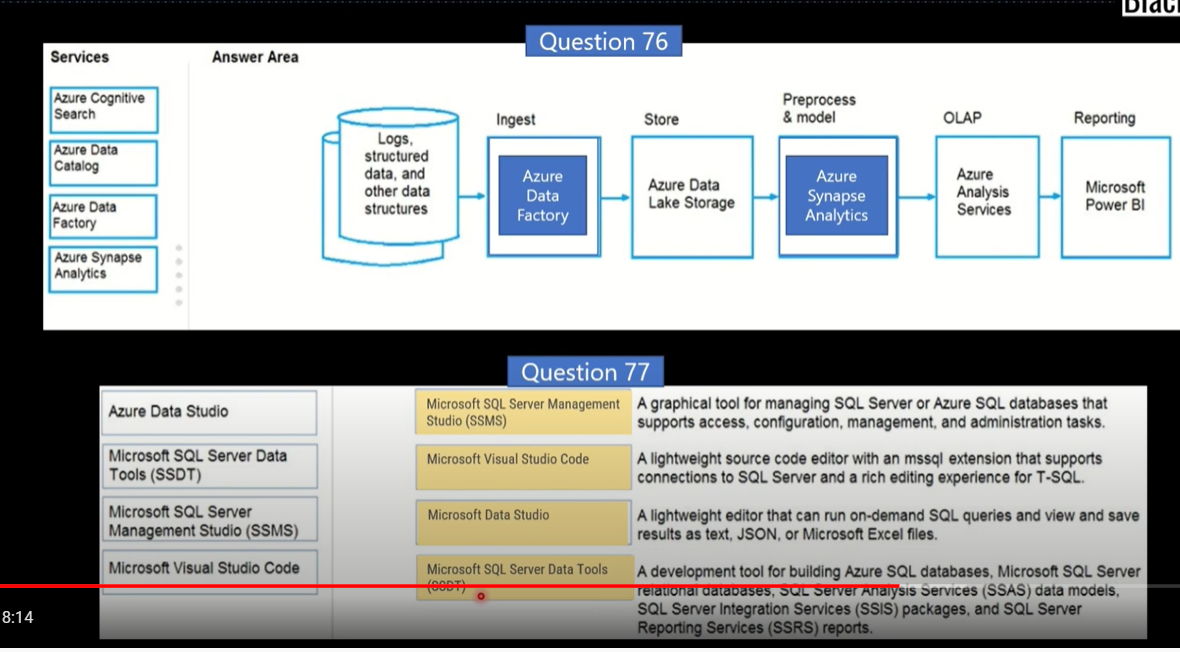 Blac
Question 76
Services
Answer Area
Azure Cognitive
Search
Azure Data
Catalog
Azure Data
Factory
Azure Synapse
Analytics
Logs,
structured
data, and
other data
structures
Ingest
Azure
Data
Factory
Store
Azure Data
Lake Storage
Preprocess
& model
Azure
Synapse
Analytics
OLAP
Azure
Analysis
Services
Reporting
Microsoft
Power BI
Question 77
Azure Data Studio
Microsoft SQL Server Data
Tools (SSDT)
Microsoft SQL Server
Management Studio (SSMS)
Microsoft Visual Studio Code
Microsoft SQL Server Management
Studio (SSMS)
A graphical tool for managing SQL Server or Azure SQL databases that
supports access, configuration, management, and administration tasks.
Microsoft Visual Studio Code
A lightweight source code editor with an mssql extension that supports
connections to SQL Server and a rich editing experience for T-SQL.
Microsoft Data Studio
A lightweight editor that can run on-demand SQL queries and view and save
results as text, JSON, or Microsoft Excel files.
Microsoft SQL Server Data Tools
(SSDT)
A development tool for building Azure SQL databases, Microsoft SQL Server
relational databases, SQL Server Analysis Services (SSAS) data models,
SQL Server Integration Services (SSIS) packages, and SQL Server
Reporting Services (SSRS) reports.
8:14